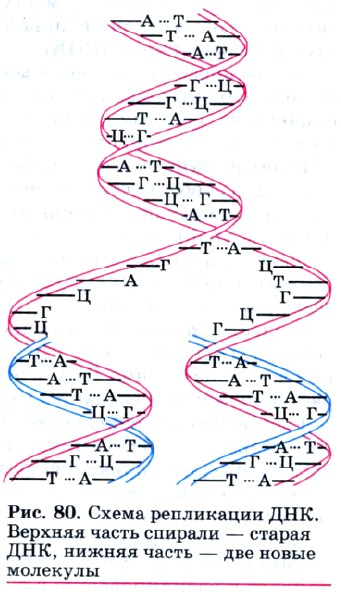 А···Т
Т···А
А···Т
Г···Ц
Г···Ц
Т···А
Ц···Г
А···Т
Г···Ц
Ц···Г
А···Т
Т···А
Г Ц
А Т
Ц Г
Г Ц
Ц Г
Т···А Т···А
А···Т А···Т
Т···А Т···А
Ц···Г Ц···Г
А···Т А···Т
Г···Ц Г···Ц
Т···А Т···А
Рис. 80. Схема репликации ДНК.
Верхняя часть спирали — старая
ДНК, нижняя часть — две новые
молекулы